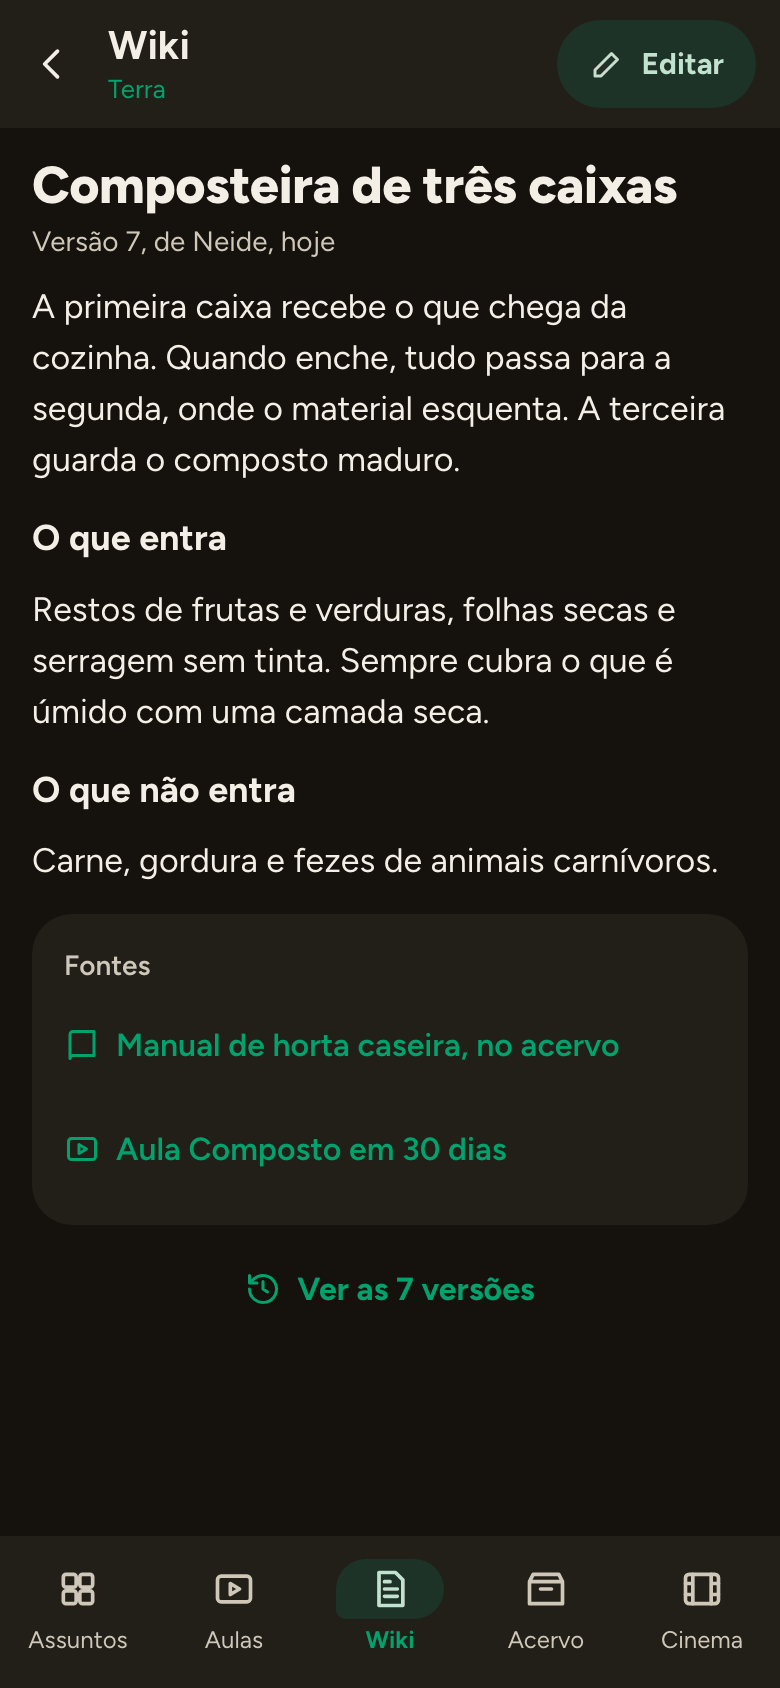 Wiki
Terra
Editar
Composteira de três caixas
Versão 7, de Neide, hoje
A primeira caixa recebe o que chega da
cozinha. Quando enche, tudo passa para a
segunda, onde o material esquenta. A terceira
guarda o composto maduro.
O que entra
Restos de frutas e verduras, folhas secas e
serragem sem tinta. Sempre cubra o que é
úmido com uma camada seca.
O que não entra
Carne, gordura e fezes de animais carnívoros.
Fontes
Manual de horta caseira, no acervo
Aula Composto em 30 dias
Ver as 7 versões
Assuntos
Aulas
Wiki
Acervo
Cinema